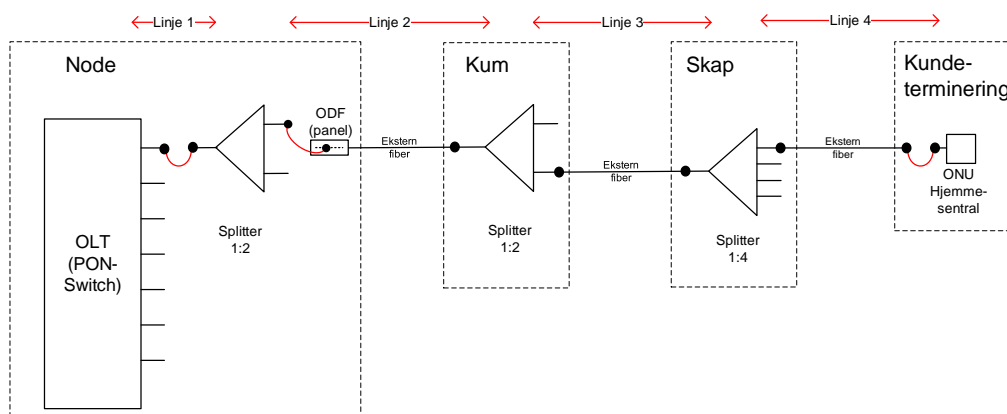 Linje 1
Linje 2
Linje 3
Linje 4
Node
Kum
Skap
Kunde-
terminering
ODF
(panel)
Ekstern
fiber
Ekstern
fiber
Ekstern
fiber
ONU
Hjemme-
sentral
Splitter
1:2
Splitter
1:2
Splitter
1:4
OLT
(PON-
Switch)